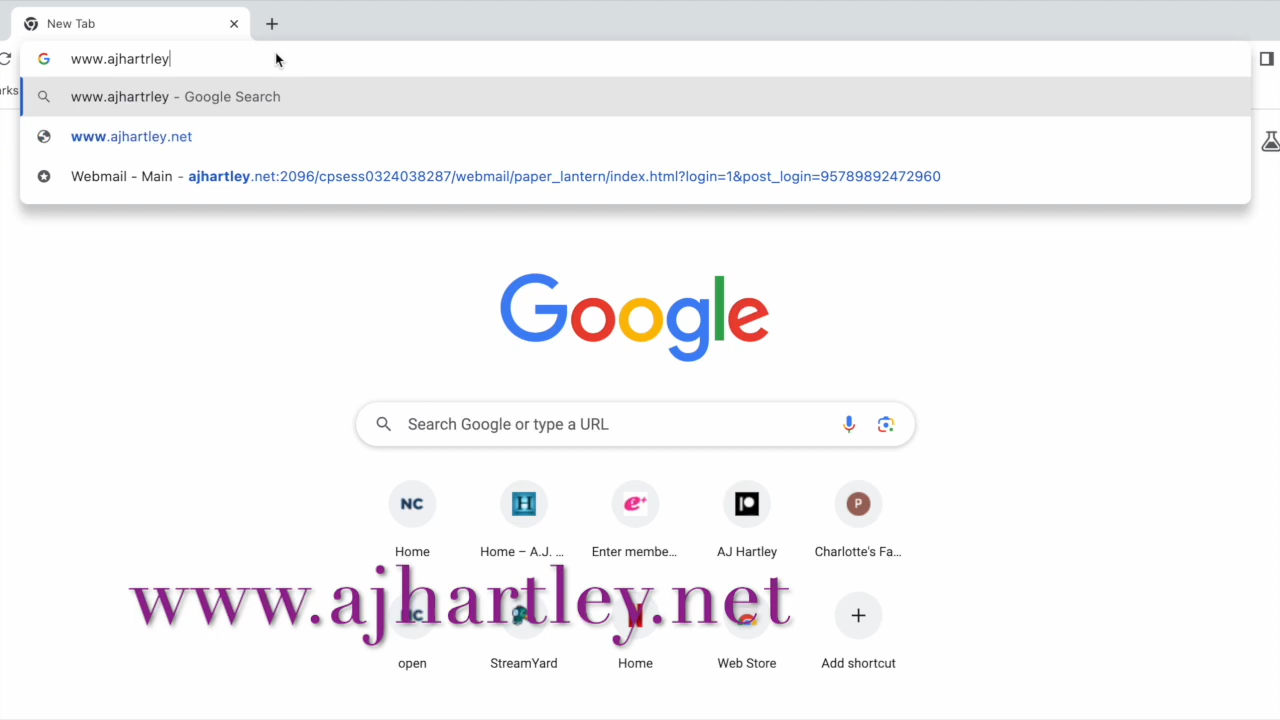 New Tab
www.ajhartrley
www.ajhartrley - Google Search
www.ajhartley.net
Webmail - Main - ajhartley.net:2096/cpsess0324038287/webmail/paper_lantern/index.html?login=1&post_login=95789892472960
rks
Google
Search Google or type a URL
NC
H
e+
P
Home
Home – A.J. ...
Enter membe...
AJ Hartley
Charlotte's Fa...
www.ajhartley.net
open
StreamYard
Home
Web Store
Add shortcut